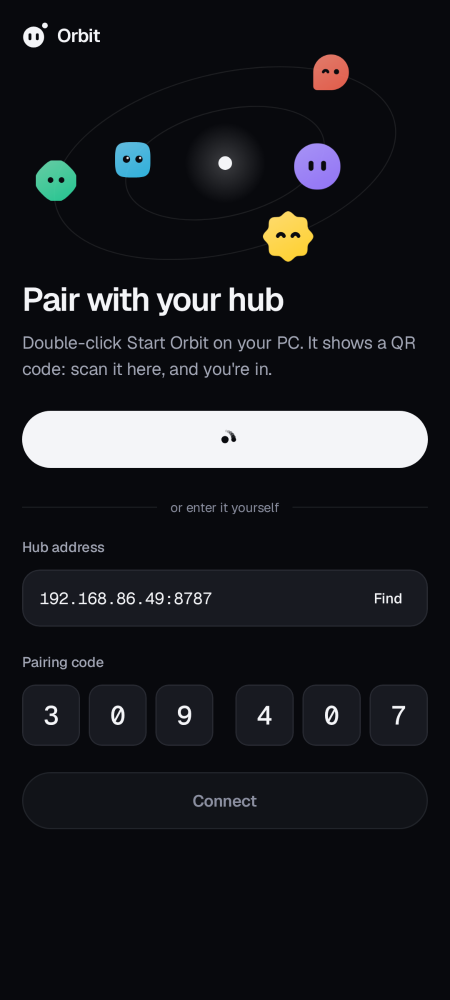 Orbit
Pair with your hub
Double-click Start Orbit on your PC. It shows a QR
code: scan it here, and you're in.
or enter it yourself
Hub address
192.168.86.49:8787 Find
Pairing code
3 0 9 4 0 7
Connect